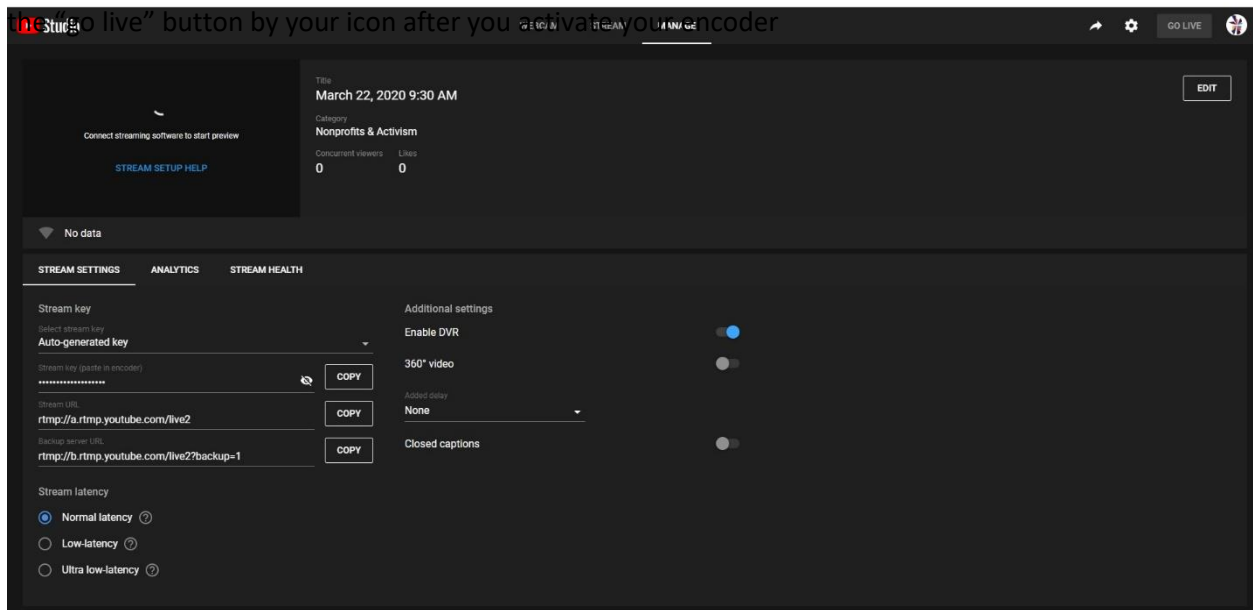 the “go live” button by your icon after you activate your encoder
Studio WEBCAM STREAM MANAGE GO LIVE
Title
March 22, 2020 9:30 AM
EDIT
Category
Nonprofits & Activism
Connect streaming software to start preview
Concurrent viewers Likes
0 0
STREAM SETUP HELP
No data
STREAM SETTINGS ANALYTICS STREAM HEALTH
Stream key
Select stream key
Auto-generated key
Stream key (paste in encoder)
••••••••••••••••••• COPY
Stream URL
rtmp://a.rtmp.youtube.com/live2 COPY
Backup server URL
rtmp://b.rtmp.youtube.com/live2?backup=1 COPY
Stream latency
Normal latency
Low-latency
Ultra low-latency
Additional settings
Enable DVR
360° video
Added delay
None
Closed captions